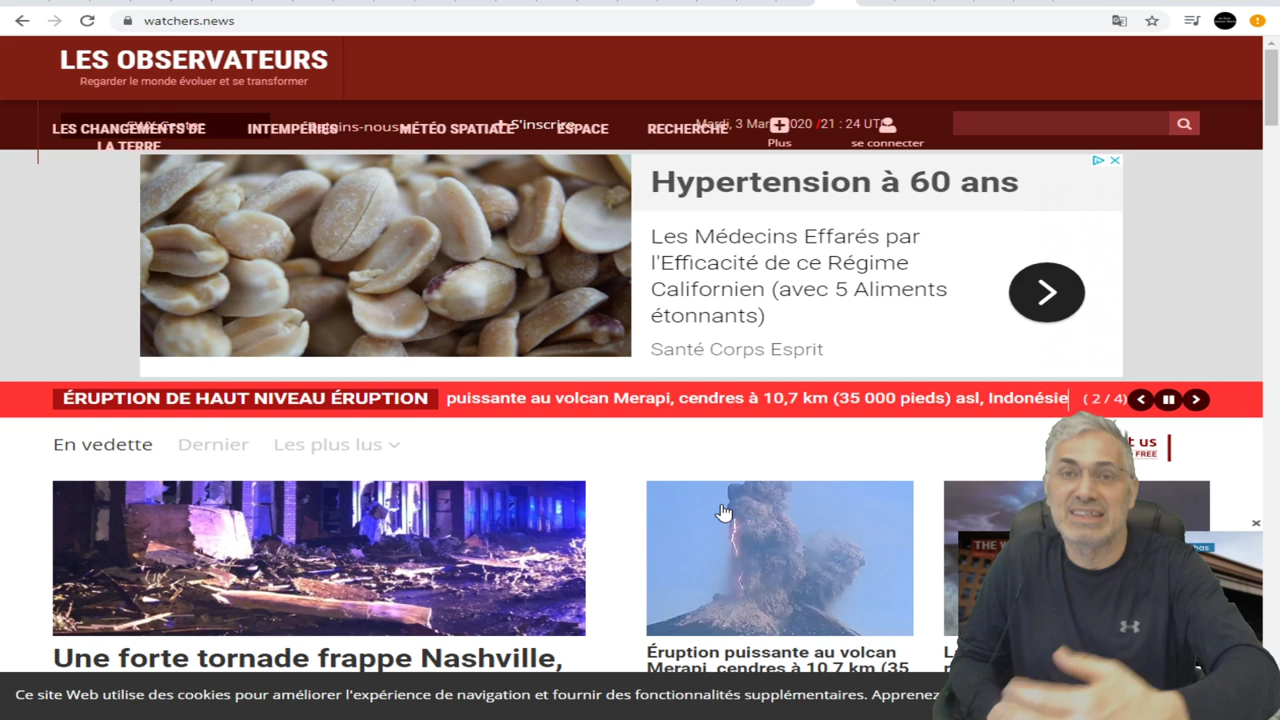 watchers.news
LES OBSERVATEURS
Regarder le monde évoluer et se transformer
LES CHANGEMENTS DE
LA TERRE
INTEMPÉRIES
MÉTÉO SPATIALE
S'inscrire
ESPACE
RECHERCHE
Mardi, 3 Mar 2020 /21 : 24 UTC
Plus
se connecter
Hypertension à 60 ans
Les Médecins Effarés par
l'Efficacité de ce Régime
Californien (avec 5 Aliments
étonnants)
Santé Corps Esprit
ÉRUPTION DE HAUT NIVEAU ÉRUPTION puissante au volcan Merapi, cendres à 10,7 km (35 000 pieds) asl, Indonésie ( 2 / 4)
En vedette Dernier Les plus lus
t us
FREE
THE W
Une forte tornade frappe Nashville,
Éruption puissante au volcan
Merapi, cendres à 10,7 km (35
Ce site Web utilise des cookies pour améliorer l'expérience de navigation et fournir des fonctionnalités supplémentaires. Apprenez